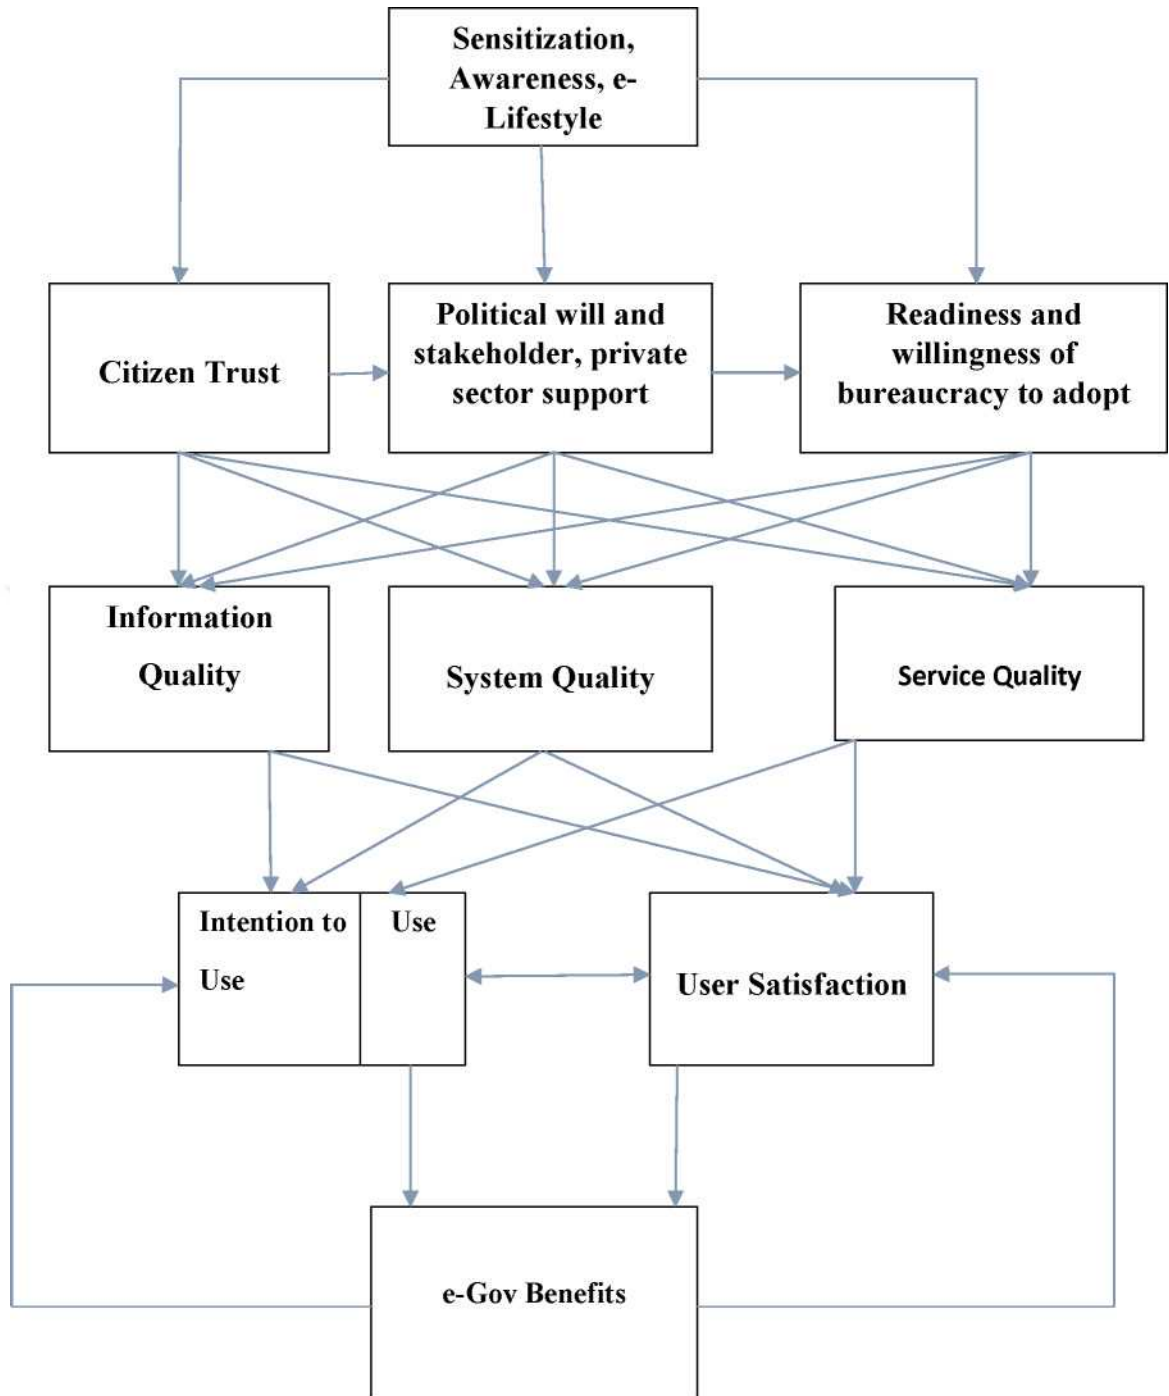 Sensitization,
Awareness, e-
Lifestyle
Citizen Trust
Political will and
stakeholder, private
sector support
Readiness and
willingness of
bureaucracy to adopt
Information
Quality
System Quality
Service Quality
Intention to
Use
Use
User Satisfaction
e-Gov Benefits